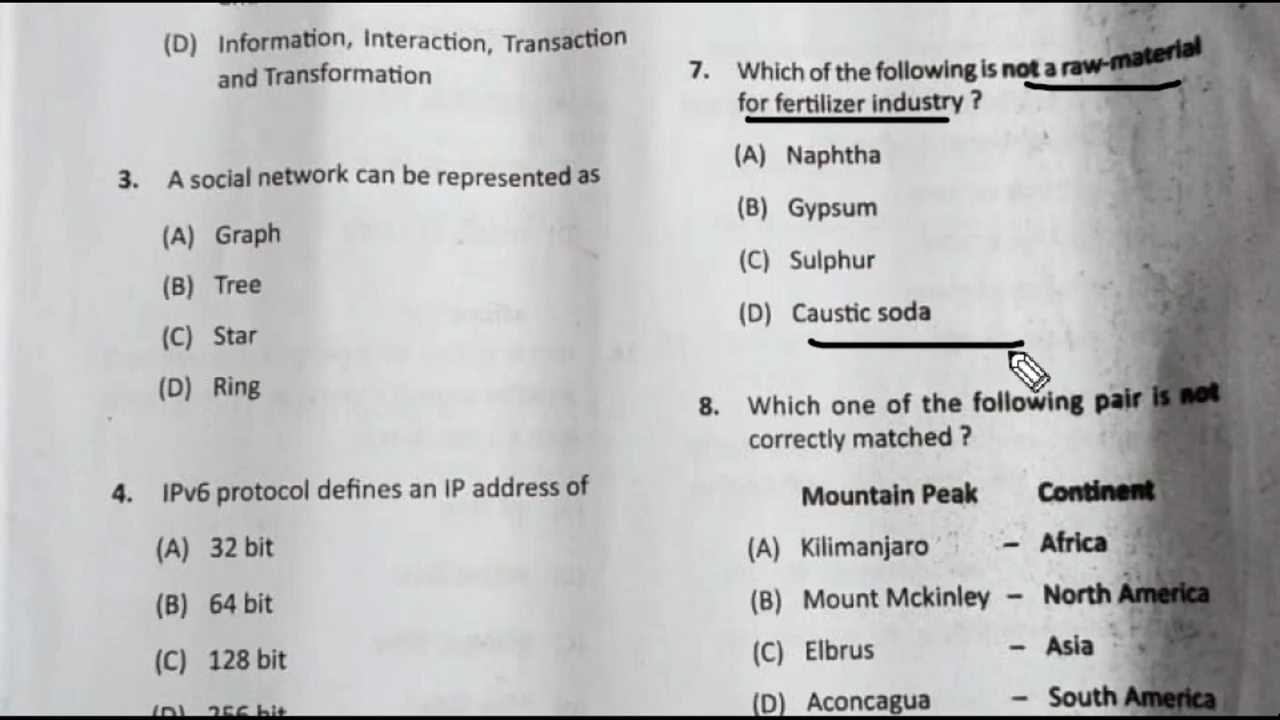 (D) Information, Interaction, Transaction
and Transformation
3. A social network can be represented as
(A) Graph
(B) Tree
(C) Star
(D) Ring
4. IPv6 protocol defines an IP address of
(A) 32 bit
(B) 64 bit
(C) 128 bit
(D) 256 bit
7. Which of the following is not a raw-material
for fertilizer industry ?
(A) Naphtha
(B) Gypsum
(C) Sulphur
(D) Caustic soda
8. Which one of the following pair is not
correctly matched ?
Mountain Peak Continent
(A) Kilimanjaro – Africa
(B) Mount Mckinley – North America
(C) Elbrus – Asia
(D) Aconcagua – South America